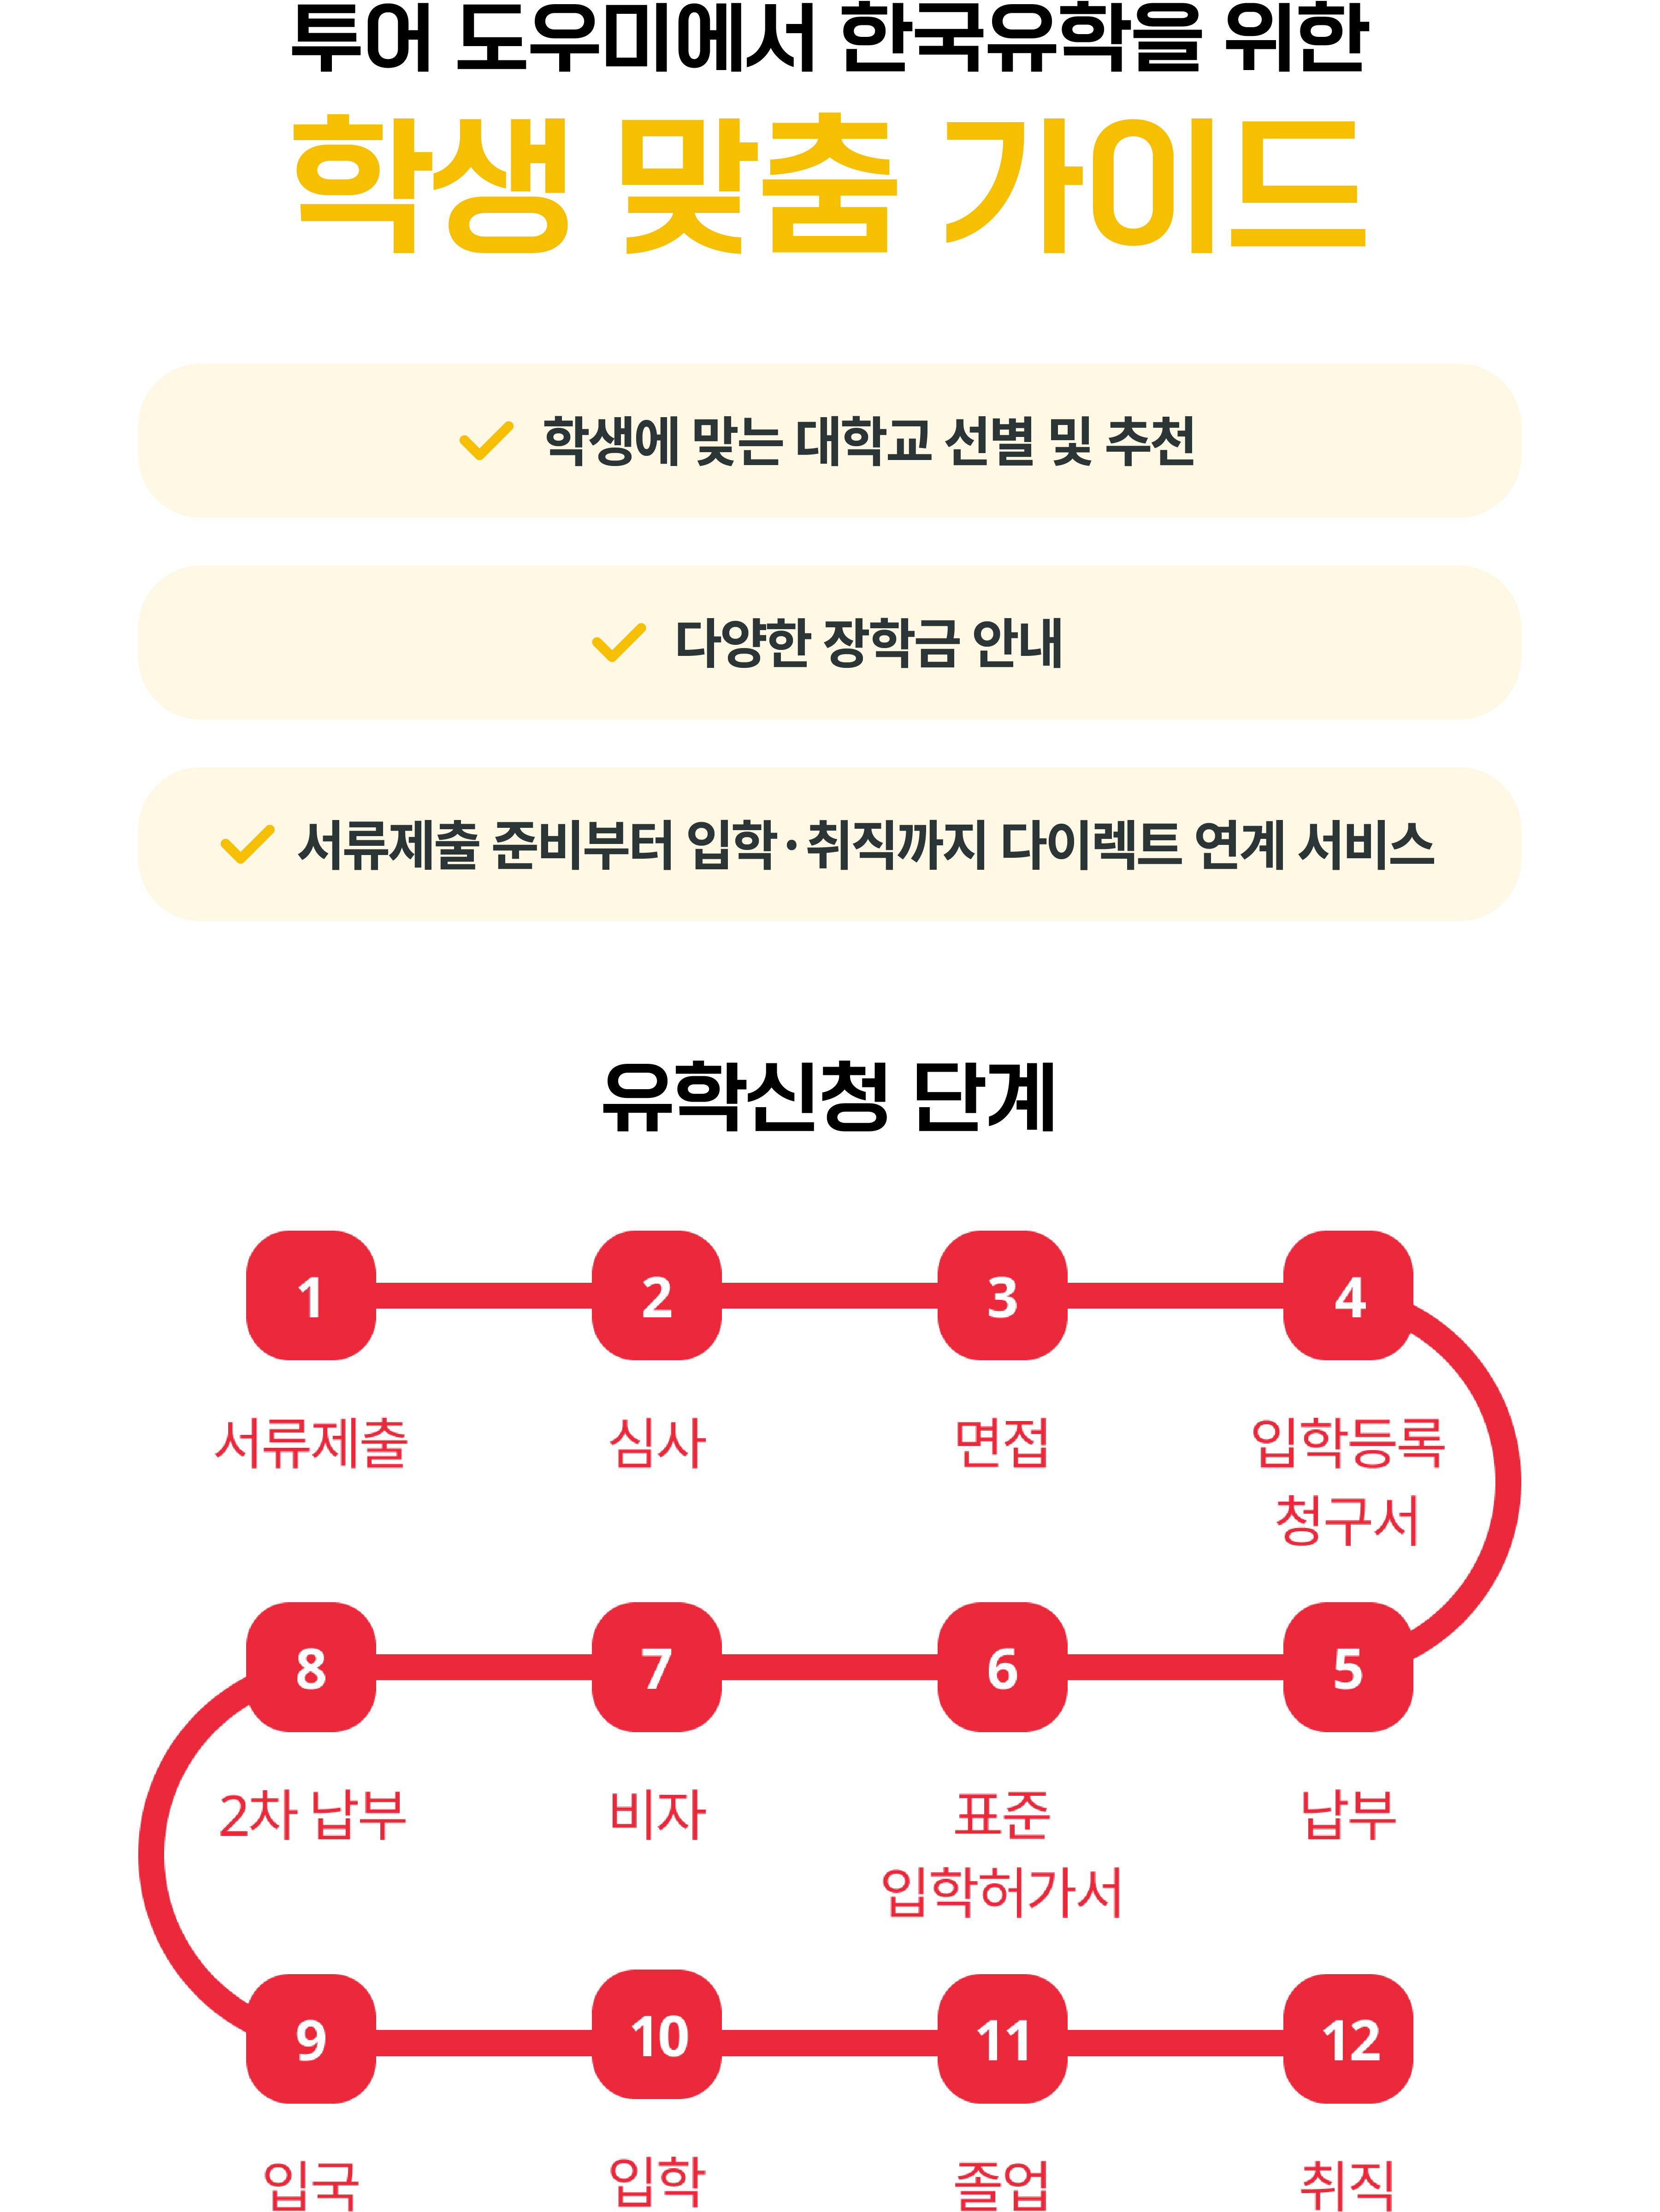 투어 도우미에서 한국유학을 위한
학생 맞춤 가이드
학생에 맞는 대학교 선별 및 추천
다양한 장학금 안내
서류제출 준비부터 입학·취직까지 다이렉트 연계 서비스
유학신청 단계
1
2
3
4
서류제출
심사
면접
입학등록
청구서
8
7
6
5
2차 납부
비자
표준
입학허가서
납부
9
10
11
12
입국
입학
졸업
취직